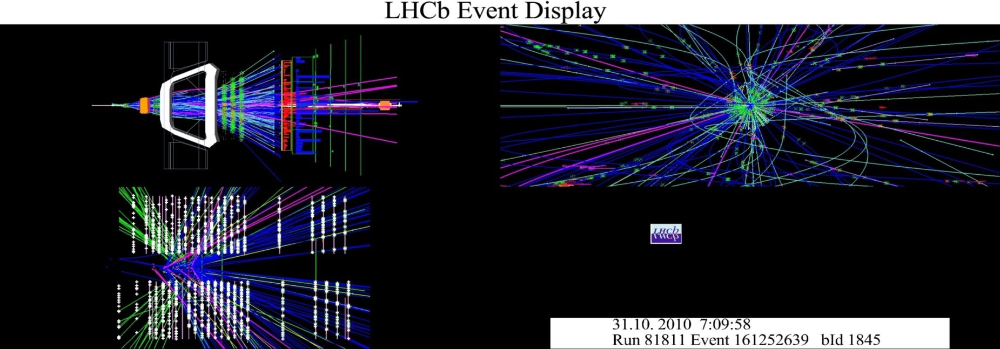 LHCb Event Display
LHCb
31.10. 2010 7:09:58
Run 81811 Event 161252639 bId 1845